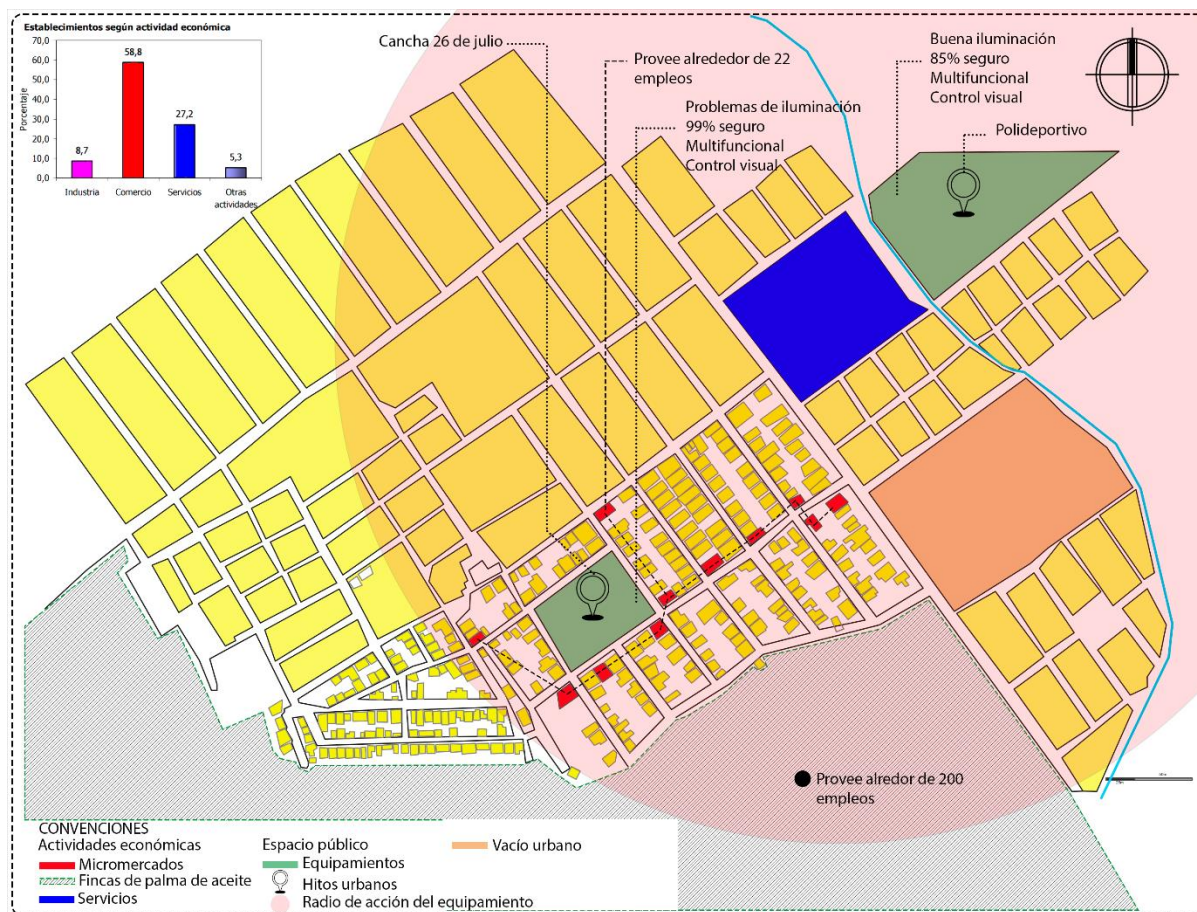 Establecimientos según actividad económica
70,0
60,0
50,0
40,0
30,0
20,0
10,0
0,0
Porcentaje
8,7
58,8
27,2
5,3
Industria
Comercio
Servicios
Otras
actividades
Cancha 26 de julio
Provee alrededor de 22
empleos
Problemas de iluminación
99% seguro
Multifuncional
Control visual
Buena iluminación
85% seguro
Multifuncional
Control visual
Polideportivo
Provee alredor de 200
empleos
CONVENCIONES
Actividades económicas
Micromercados
Fincas de palma de aceite
Servicios
Espacio público
Equipamientos
Hitos urbanos
Radio de acción del equipamiento
Vacío urbano